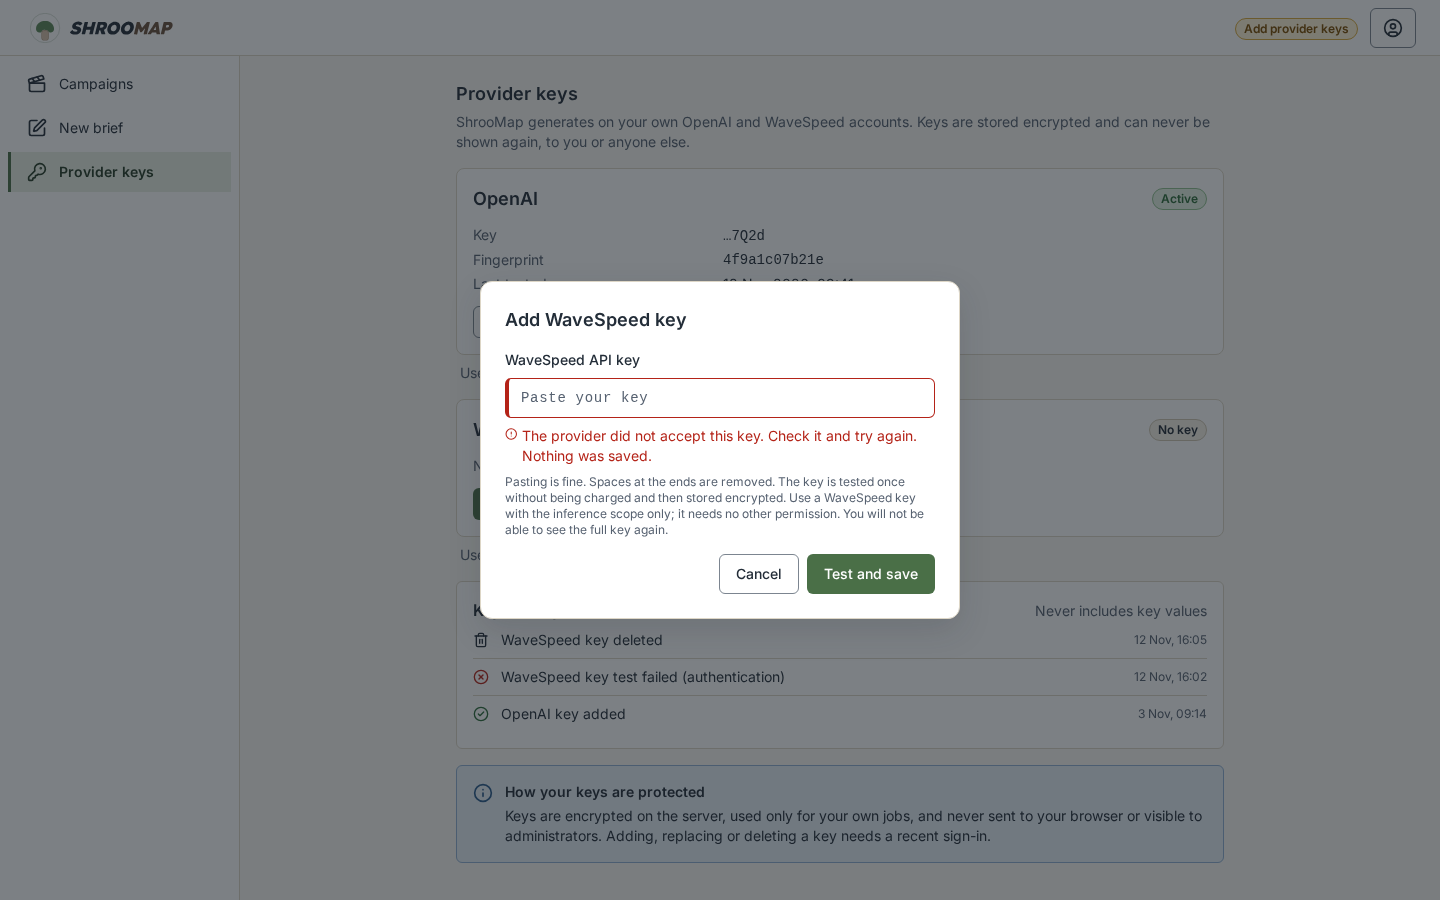 SHROOMAP
Add provider keys
Campaigns
New brief
Provider keys
Provider keys
ShrooMap generates on your own OpenAI and WaveSpeed accounts. Keys are stored encrypted and can never be
shown again, to you or anyone else.
OpenAI
Active
Key
…7Q2d
Fingerprint
4f9a1c07b21e
Add WaveSpeed key
WaveSpeed API key
Paste your key
The provider did not accept this key. Check it and try again.
Nothing was saved.
Pasting is fine. Spaces at the ends are removed. The key is tested once
without being charged and then stored encrypted. Use a WaveSpeed key
with the inference scope only; it needs no other permission. You will not be
able to see the full key again.
Cancel
Test and save
No key
Never includes key values
WaveSpeed key deleted
12 Nov, 16:05
WaveSpeed key test failed (authentication)
12 Nov, 16:02
OpenAI key added
3 Nov, 09:14
How your keys are protected
Keys are encrypted on the server, used only for your own jobs, and never sent to your browser or visible to
administrators. Adding, replacing or deleting a key needs a recent sign-in.